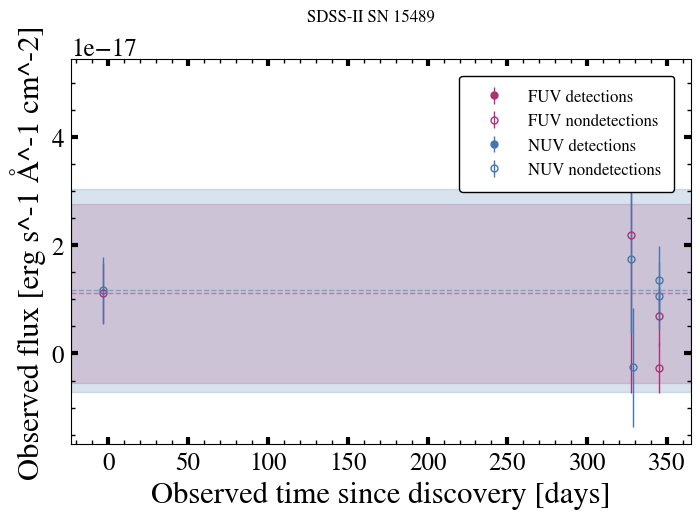 SDSS-II SN 15489
1e−17
FUV detections
FUV nondetections
NUV detections
NUV nondetections
4
2
0
Observed flux [erg s^-1 Å^-1 cm^-2]
0 50 100 150 200 250 300 350
Observed time since discovery [days]